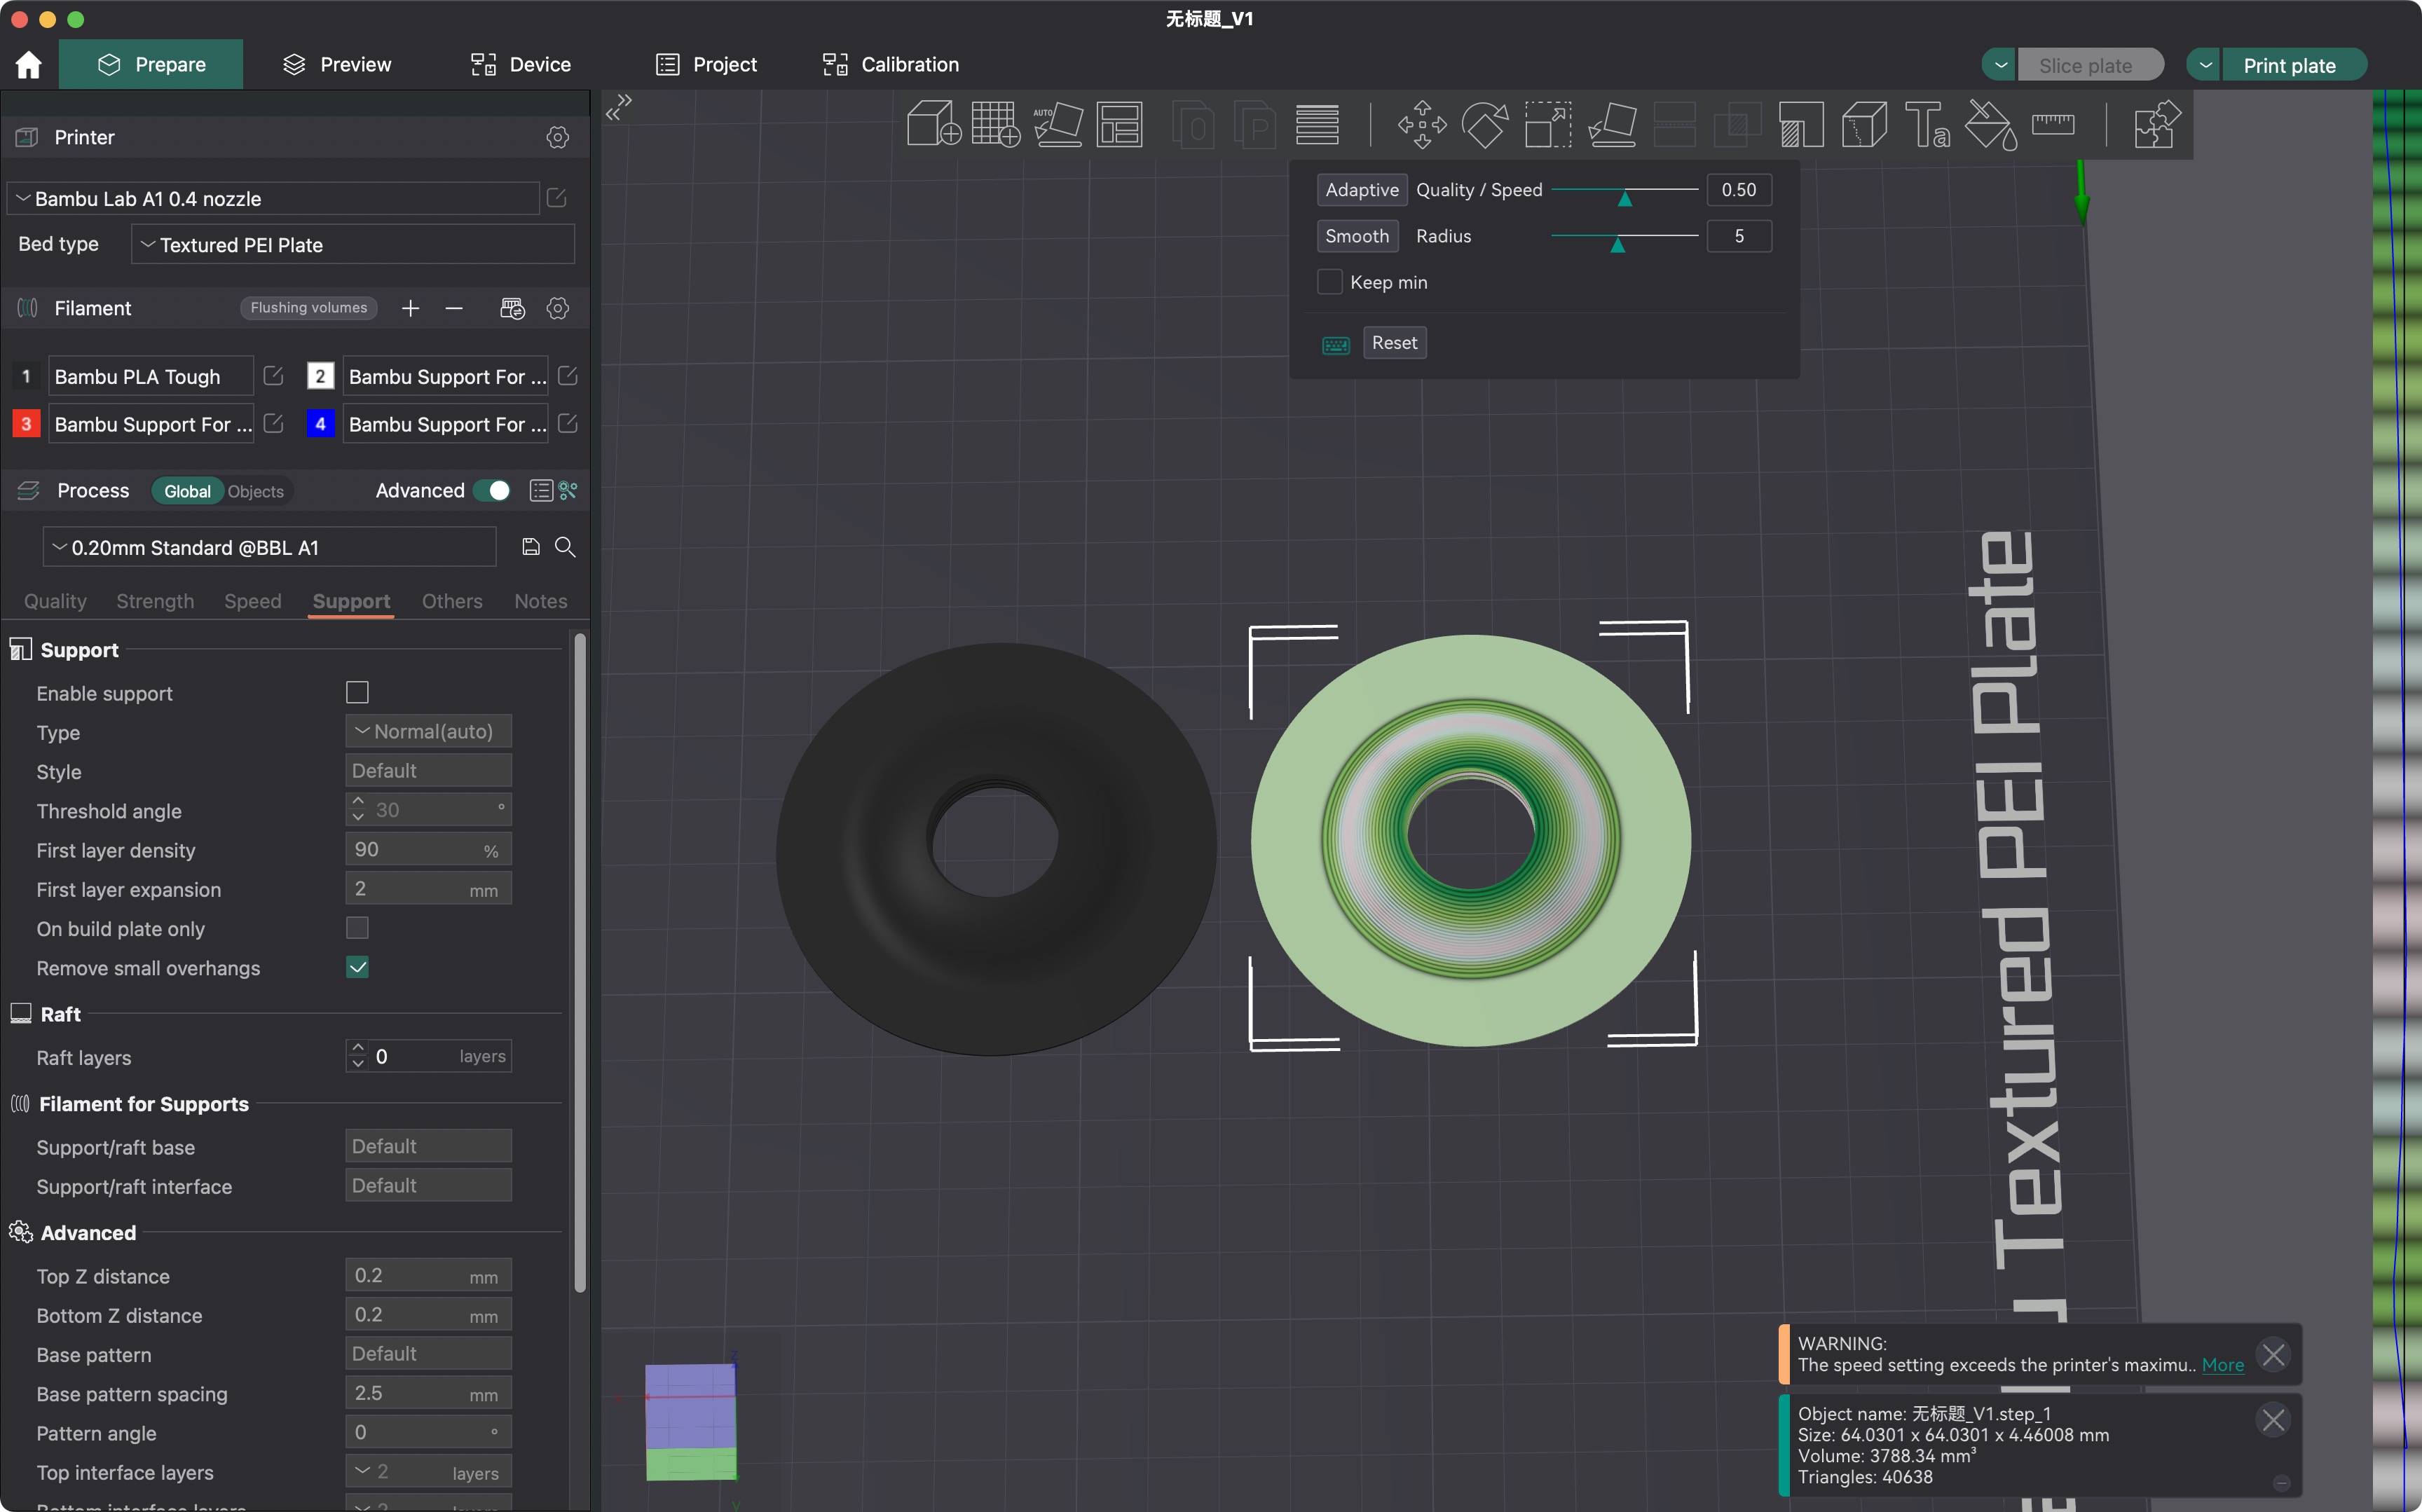 无标题_V1
Prepare
Preview
Device
Project
Calibration
Slice plate
Print plate
Printer
Bambu Lab A1 0.4 nozzle
Bed type
Textured PEI Plate
Filament
Flushing volumes
1
Bambu PLA Tough
2
Bambu Support For ...
3
Bambu Support For ...
4
Bambu Support For ...
Process
Global
Objects
Advanced
0.20mm Standard @BBL A1
Quality
Strength
Speed
Support
Others
Notes
Support
Enable support
Type
Normal(auto)
Style
Default
Threshold angle
30 °
First layer density
90 %
First layer expansion
2 mm
On build plate only
Remove small overhangs
Raft
Raft layers
0 layers
Filament for Supports
Support/raft base
Default
Support/raft interface
Default
Advanced
Top Z distance
0.2 mm
Bottom Z distance
0.2 mm
Base pattern
Default
Base pattern spacing
2.5 mm
Pattern angle
0 °
Top interface layers
2 layers
AUTO
Adaptive
Quality / Speed
0.50
Smooth
Radius
5
Keep min
Reset
Textured PEI Plate
WARNING:
The speed setting exceeds the printer's maximu.. More
Object name: 无标题_V1.step_1
Size: 64.0301 x 64.0301 x 4.46008 mm
Volume: 3788.34 mm³
Triangles: 40638